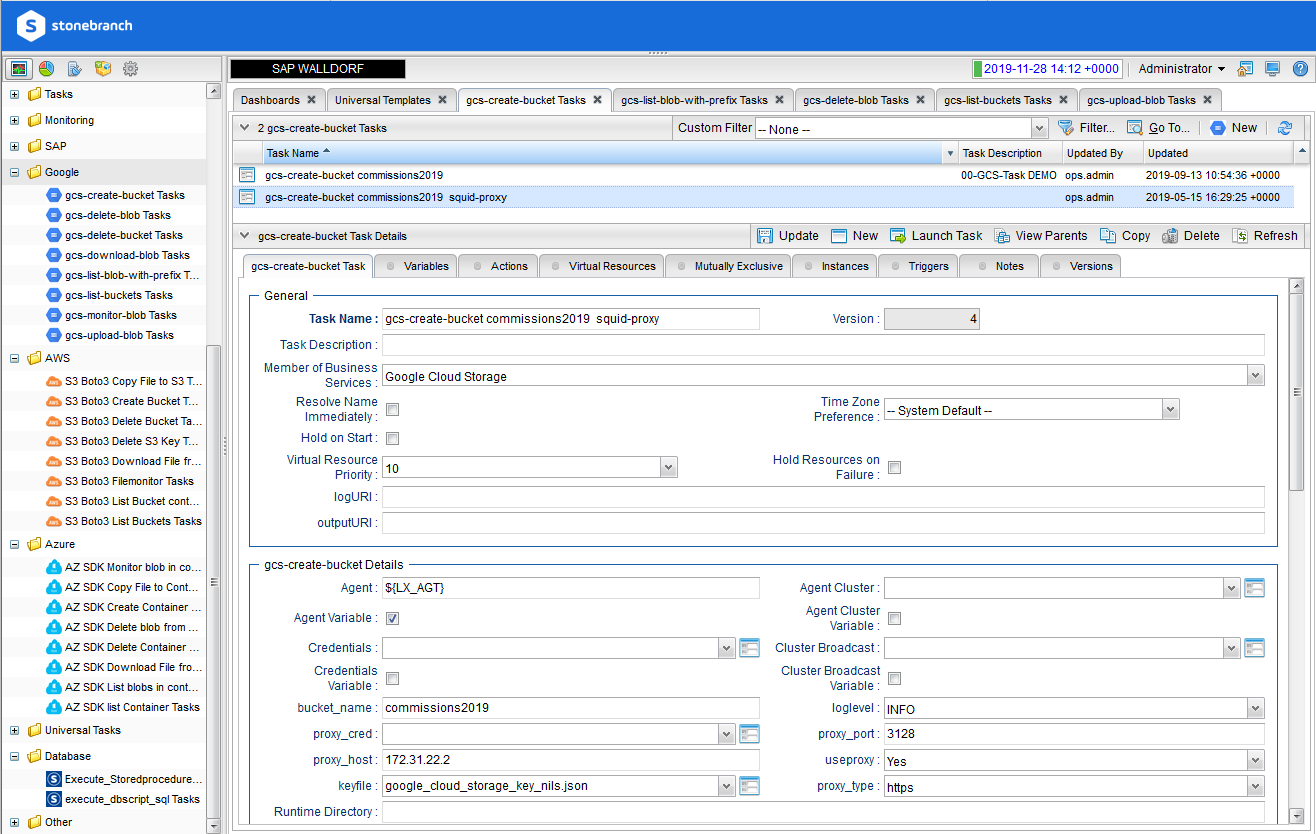 S stonebranch
SAP WALLDORF
2019-11-28 14:12 +0000
Administrator
Tasks
Monitoring
SAP
Google
gcs-create-bucket Tasks
gcs-delete-blob Tasks
gcs-delete-bucket Tasks
gcs-download-blob Tasks
gcs-list-blob-with-prefix T...
gcs-list-buckets Tasks
gcs-monitor-blob Tasks
gcs-upload-blob Tasks
AWS
S3 Boto3 Copy File to S3 T...
S3 Boto3 Create Bucket T...
S3 Boto3 Delete Bucket Ta...
S3 Boto3 Delete S3 Key T...
S3 Boto3 Download File fr...
S3 Boto3 Filemonitor Tasks
S3 Boto3 List Bucket cont...
S3 Boto3 List Buckets Tasks
Azure
AZ SDK Monitor blob in co...
AZ SDK Copy File to Cont...
AZ SDK Create Container ...
AZ SDK Delete blob from ...
AZ SDK Delete Container ...
AZ SDK Download File fro...
AZ SDK List blobs in cont...
AZ SDK list Container Tasks
Universal Tasks
Database
Execute_Storedprocedure...
execute_dbscript_sql Tasks
Other
Dashboards
Universal Templates
gcs-create-bucket Tasks
gcs-list-blob-with-prefix Tasks
gcs-delete-blob Tasks
gcs-list-buckets Tasks
gcs-upload-blob Tasks
2 gcs-create-bucket Tasks
Custom Filter
-- None --
Filter...
Go To...
New
Task Name
Task Description
Updated By
Updated
gcs-create-bucket commissions2019 00-GCS-Task DEMO ops.admin 2019-09-13 10:54:36 +0000
gcs-create-bucket commissions2019 squid-proxy ops.admin 2019-05-15 16:29:25 +0000
gcs-create-bucket Task Details
Update
New
Launch Task
View Parents
Copy
Delete
Refresh
gcs-create-bucket Task
Variables
Actions
Virtual Resources
Mutually Exclusive
Instances
Triggers
Notes
Versions
General
Task Name : gcs-create-bucket commissions2019 squid-proxy
Version : 4
Task Description :
Member of Business
Services :
Google Cloud Storage
Resolve Name
Immediately :
Time Zone
Preference :
-- System Default --
Hold on Start :
Virtual Resource
Priority :
10
Hold Resources on
Failure :
logURI :
outputURI :
gcs-create-bucket Details
Agent : ${LX_AGT}
Agent Cluster :
Agent Variable :
Agent Cluster
Variable :
Credentials :
Cluster Broadcast :
Credentials
Variable :
Cluster Broadcast
Variable :
bucket_name : commissions2019
loglevel : INFO
proxy_cred :
proxy_port : 3128
proxy_host : 172.31.22.2
useproxy : Yes
keyfile : google_cloud_storage_key_nils.json
proxy_type : https
Runtime Directory :